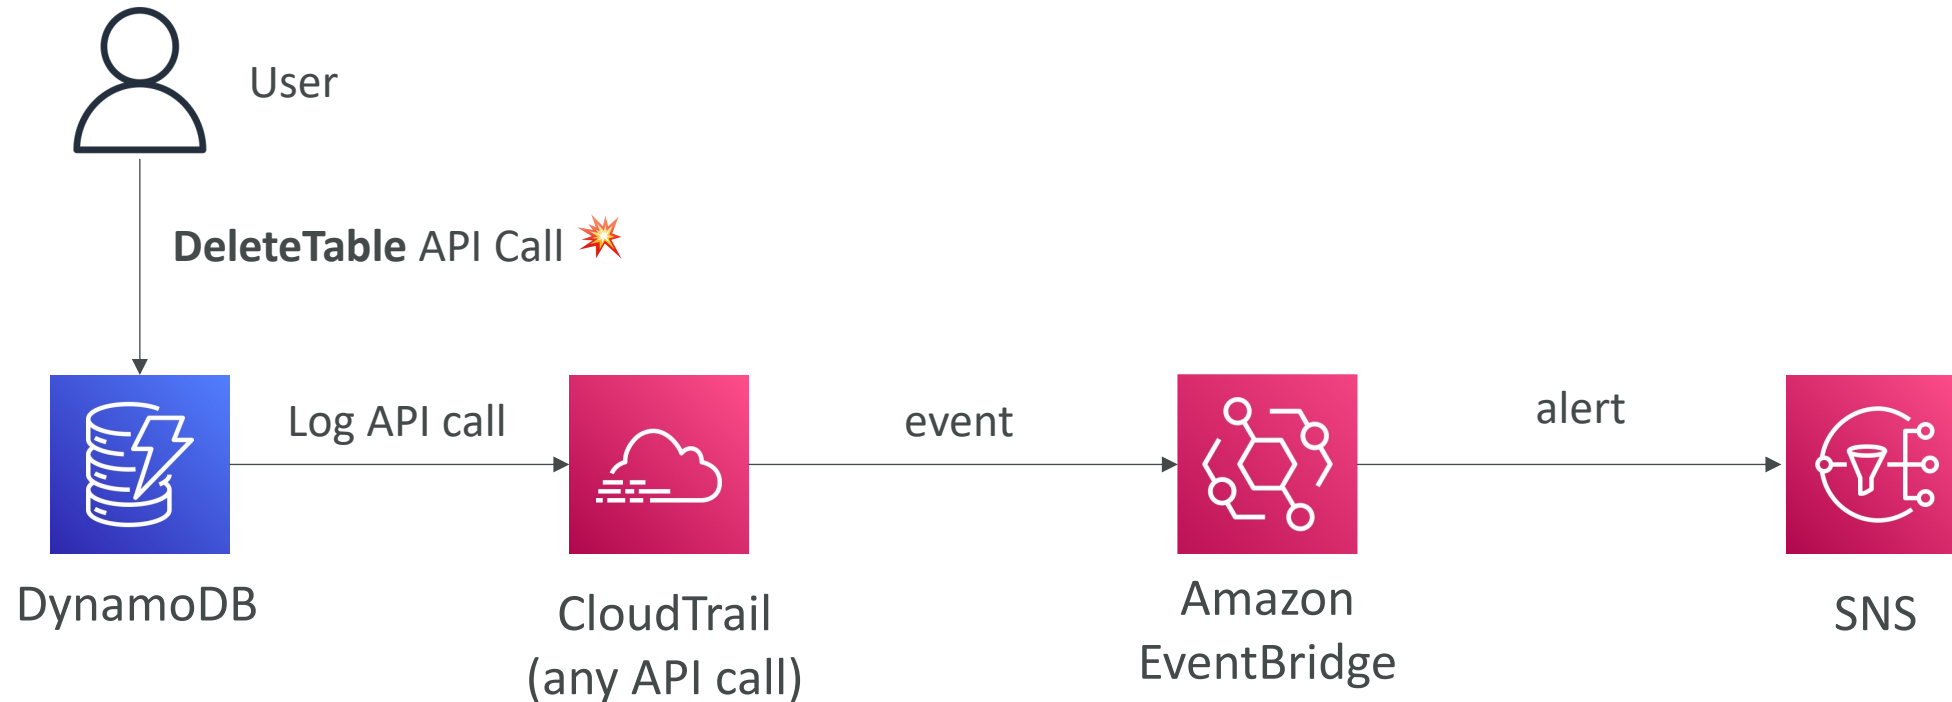 User
DeleteTable API Call 💥
Log API call
event
alert
DynamoDB
CloudTrail
(any API call)
Amazon
EventBridge
SNS